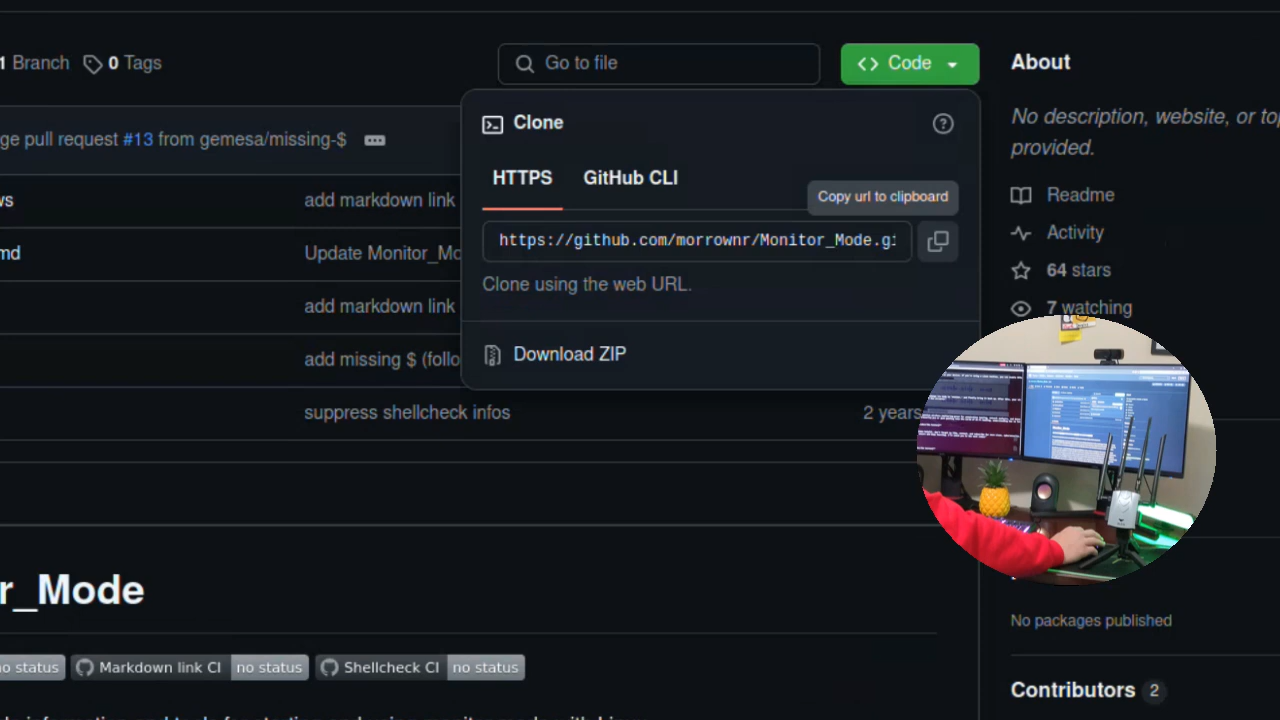 1 Branch
0 Tags
Go to file
Code
About
No description, website, or top
provided.
ge pull request #13 from gemesa/missing-$
Clone
HTTPS
GitHub CLI
Copy url to clipboard
https://github.com/morrownr/Monitor_Mode.gi
Clone using the web URL.
Download ZIP
ws
add markdown link
md
Update Monitor_Mo
add markdown link
add missing $ (follo
suppress shellcheck infos
2 years
Readme
Activity
64 stars
7 watching
r_Mode
no status
Markdown link CI
no status
Shellcheck CI
no status
No packages published
Contributors 2